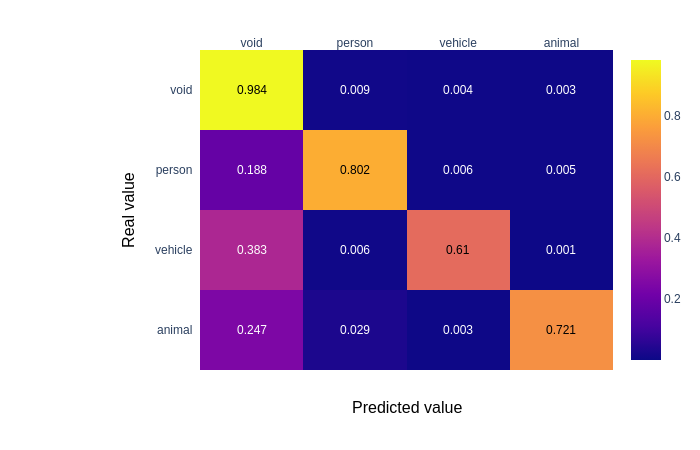 void person vehicle animal
void 0.984 0.009 0.004 0.003
person 0.188 0.802 0.006 0.005
vehicle 0.383 0.006 0.61 0.001
animal 0.247 0.029 0.003 0.721
Real value
Predicted value
0.8
0.6
0.4
0.2